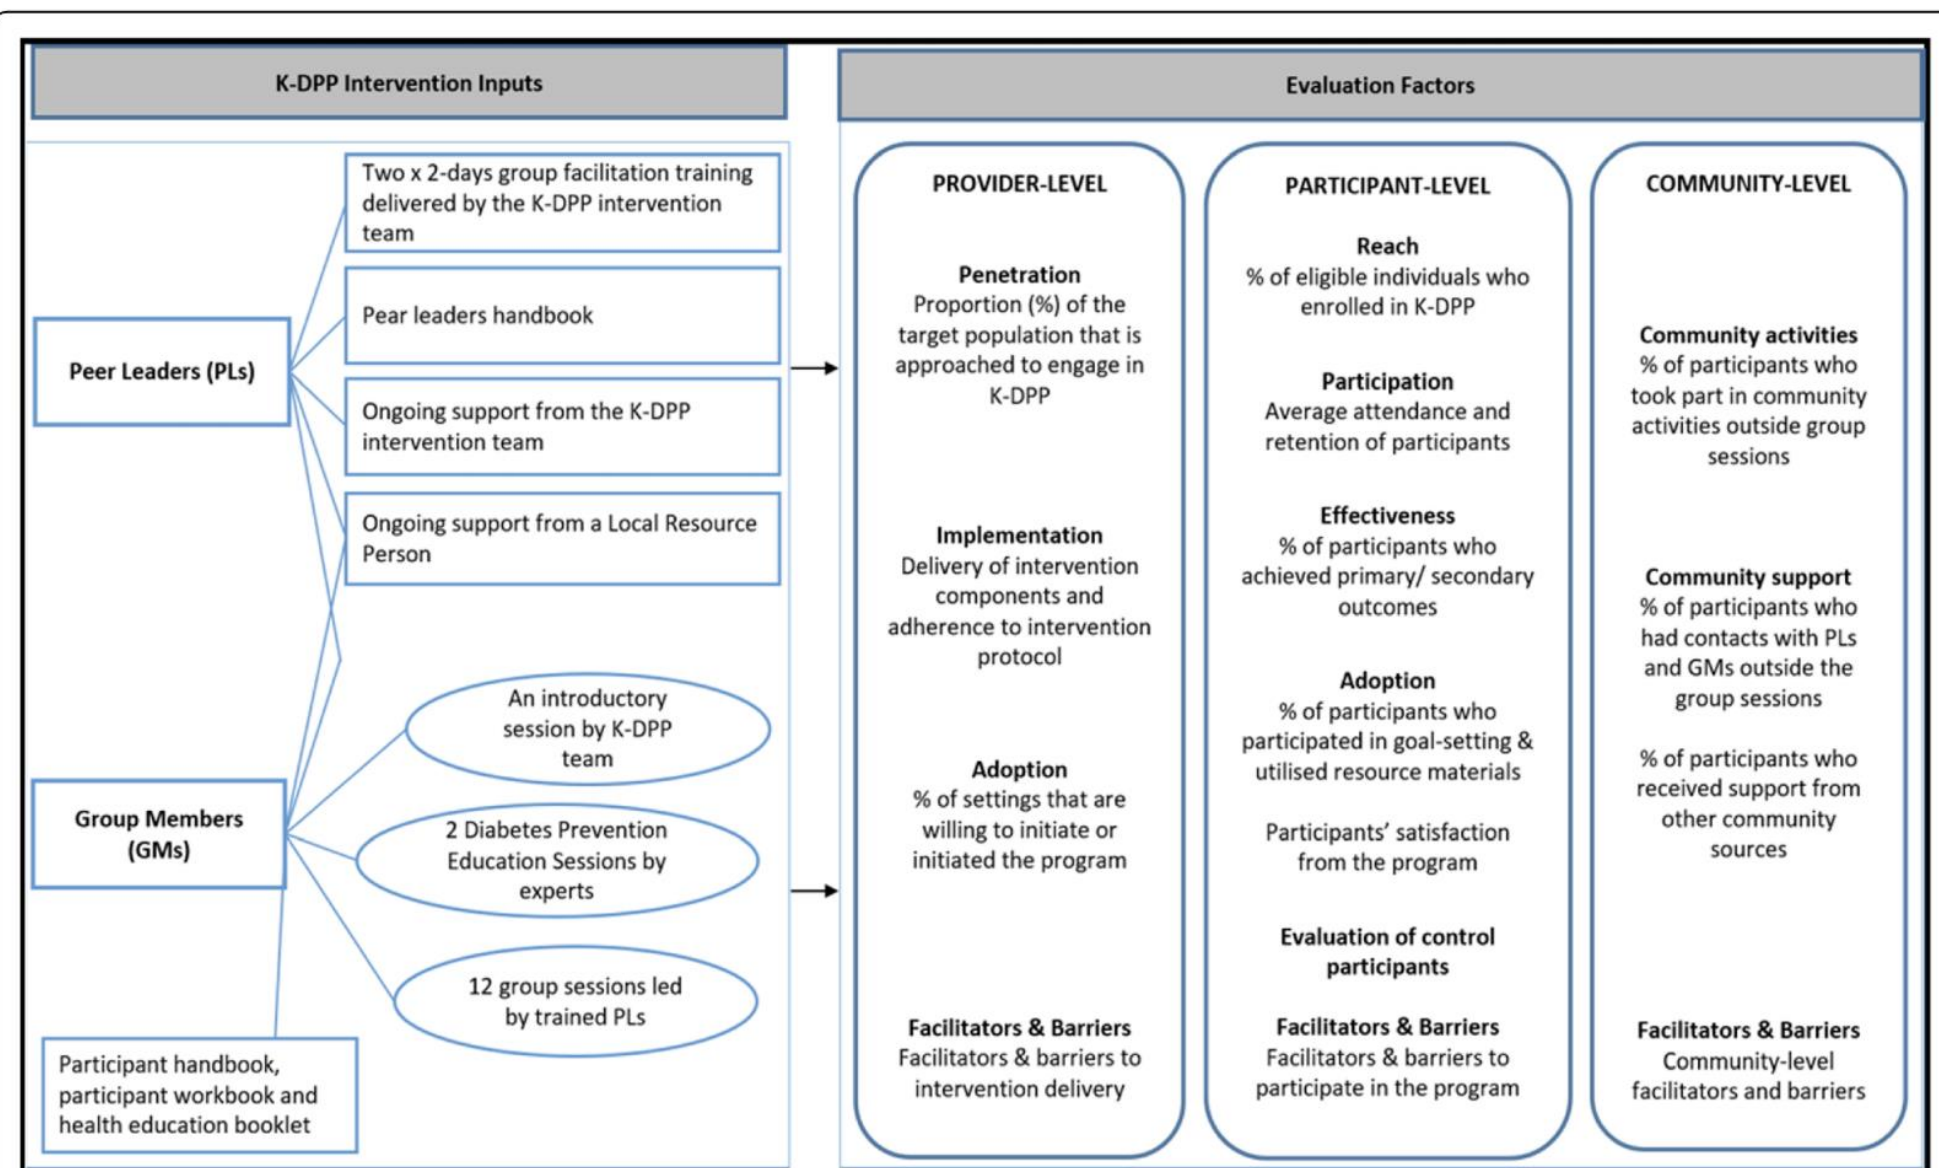 K-DPP Intervention Inputs
Two x 2-days group facilitation training
delivered by the K-DPP intervention
team
Pear leaders handbook
Peer Leaders (PLs)
Ongoing support from the K-DPP
intervention team
Ongoing support from a Local Resource
Person
An introductory
session by K-DPP
team
Group Members
(GMs)
2 Diabetes Prevention
Education Sessions by
experts
12 group sessions led
by trained PLs
Participant handbook,
participant workbook and
health education booklet
Evaluation Factors
PROVIDER-LEVEL
Penetration
Proportion (%) of the
target population that is
approached to engage in
K-DPP
Implementation
Delivery of intervention
components and
adherence to intervention
protocol
Adoption
% of settings that are
willing to initiate or
initiated the program
Facilitators & Barriers
Facilitators & barriers to
intervention delivery
PARTICIPANT-LEVEL
Reach
% of eligible individuals who
enrolled in K-DPP
Participation
Average attendance and
retention of participants
Effectiveness
% of participants who
achieved primary/ secondary
outcomes
Adoption
% of participants who
participated in goal-setting &
utilised resource materials
Participants’ satisfaction
from the program
Evaluation of control
participants
Facilitators & Barriers
Facilitators & barriers to
participate in the program
COMMUNITY-LEVEL
Community activities
% of participants who
took part in community
activities outside group
sessions
Community support
% of participants who
had contacts with PLs
and GMs outside the
group sessions
% of participants who
received support from
other community
sources
Facilitators & Barriers
Community-level
facilitators and barriers